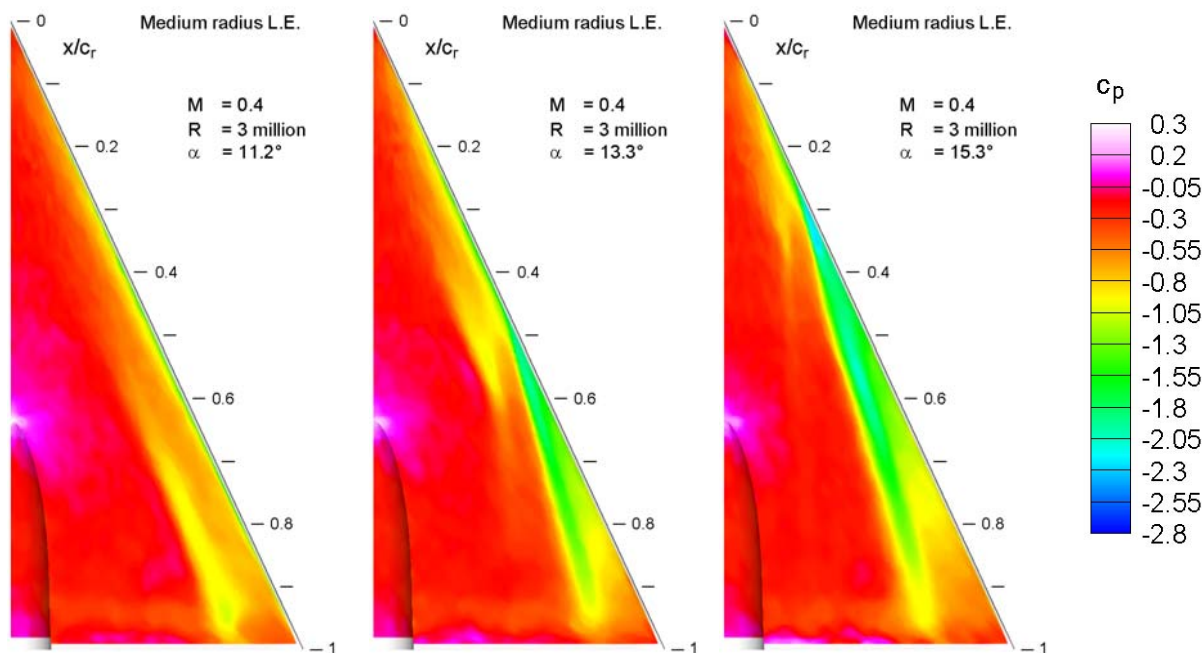 0
Medium radius L.E.
x/cr
M = 0.4
R = 3 million
α = 11.2°
0.2
0.4
0.6
0.8
1
0
Medium radius L.E.
x/cr
M = 0.4
R = 3 million
α = 13.3°
0.2
0.4
0.6
0.8
1
0
Medium radius L.E.
x/cr
M = 0.4
R = 3 million
α = 15.3°
0.2
0.4
0.6
0.8
1
cp
0.3
0.2
-0.05
-0.3
-0.55
-0.8
-1.05
-1.3
-1.55
-1.8
-2.05
-2.3
-2.55
-2.8